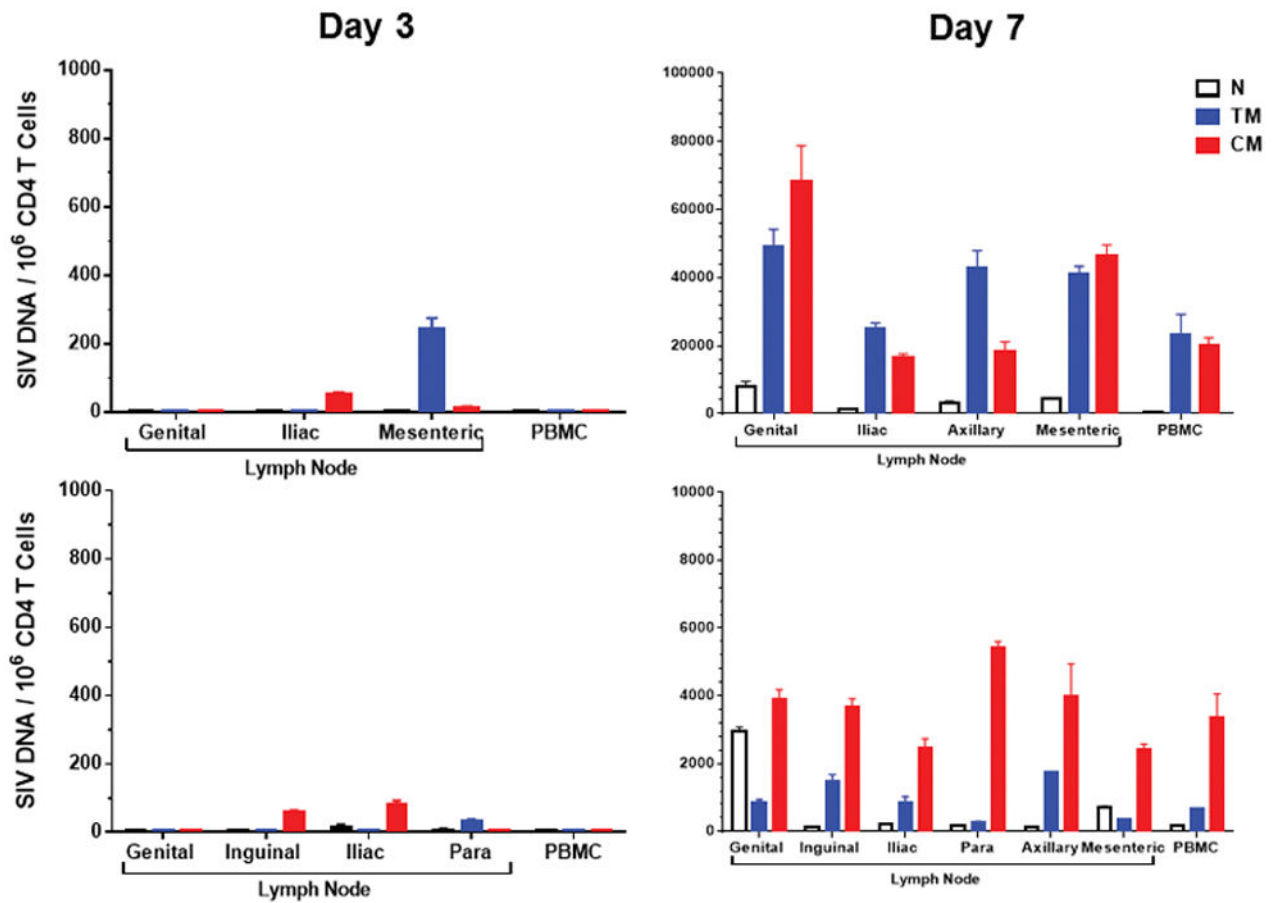 Day 3
Day 7
SIV DNA / 10⁶ CD4 T Cells
1000
800
600
400
200
0
Genital Iliac Mesenteric PBMC
Lymph Node
100000
80000
60000
40000
20000
0
Genital Iliac Axillary Mesenteric PBMC
Lymph Node
N
TM
CM
SIV DNA / 10⁶ CD4 T Cells
1000
800
600
400
200
0
Genital Inguinal Iliac Para PBMC
Lymph Node
10000
8000
6000
4000
2000
0
Genital Inguinal Iliac Para Axillary Mesenteric PBMC
Lymph Node